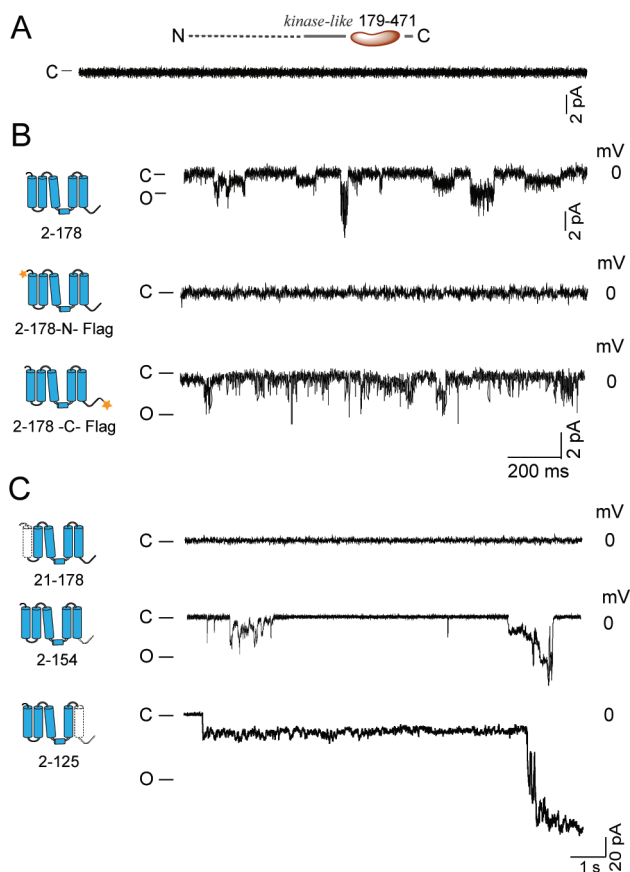 A
kinase-like 179-471
N C
C
2 pA
B
mV
C 0
O
2 pA
2-178
mV
C 0
2-178-N- Flag
mV
C 0
O
2-178 -C- Flag
2 pA
200 ms
C
mV
C 0
21-178
mV
C 0
O
2-154
C 0
O
2-125
20 pA
1 s